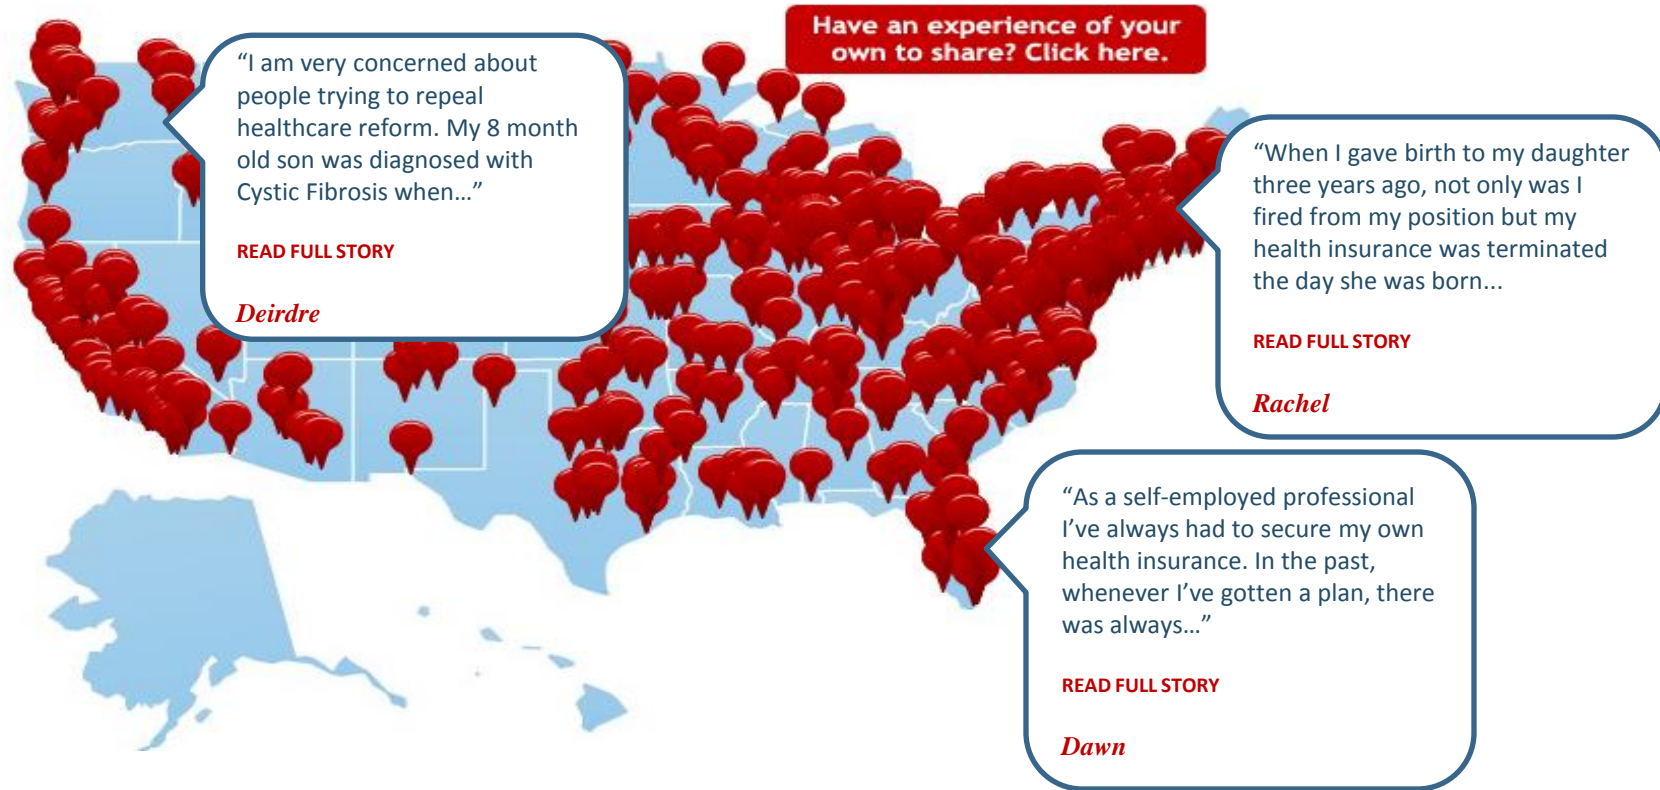 Have an experience of your
own to share? Click here.
“I am very concerned about
people trying to repeal
healthcare reform. My 8 month
old son was diagnosed with
Cystic Fibrosis when…”
READ FULL STORY
Deirdre
“When I gave birth to my daughter
three years ago, not only was I
fired from my position but my
health insurance was terminated
the day she was born...
READ FULL STORY
Rachel
“As a self-employed professional
I’ve always had to secure my own
health insurance. In the past,
whenever I’ve gotten a plan, there
was always…”
READ FULL STORY
Dawn